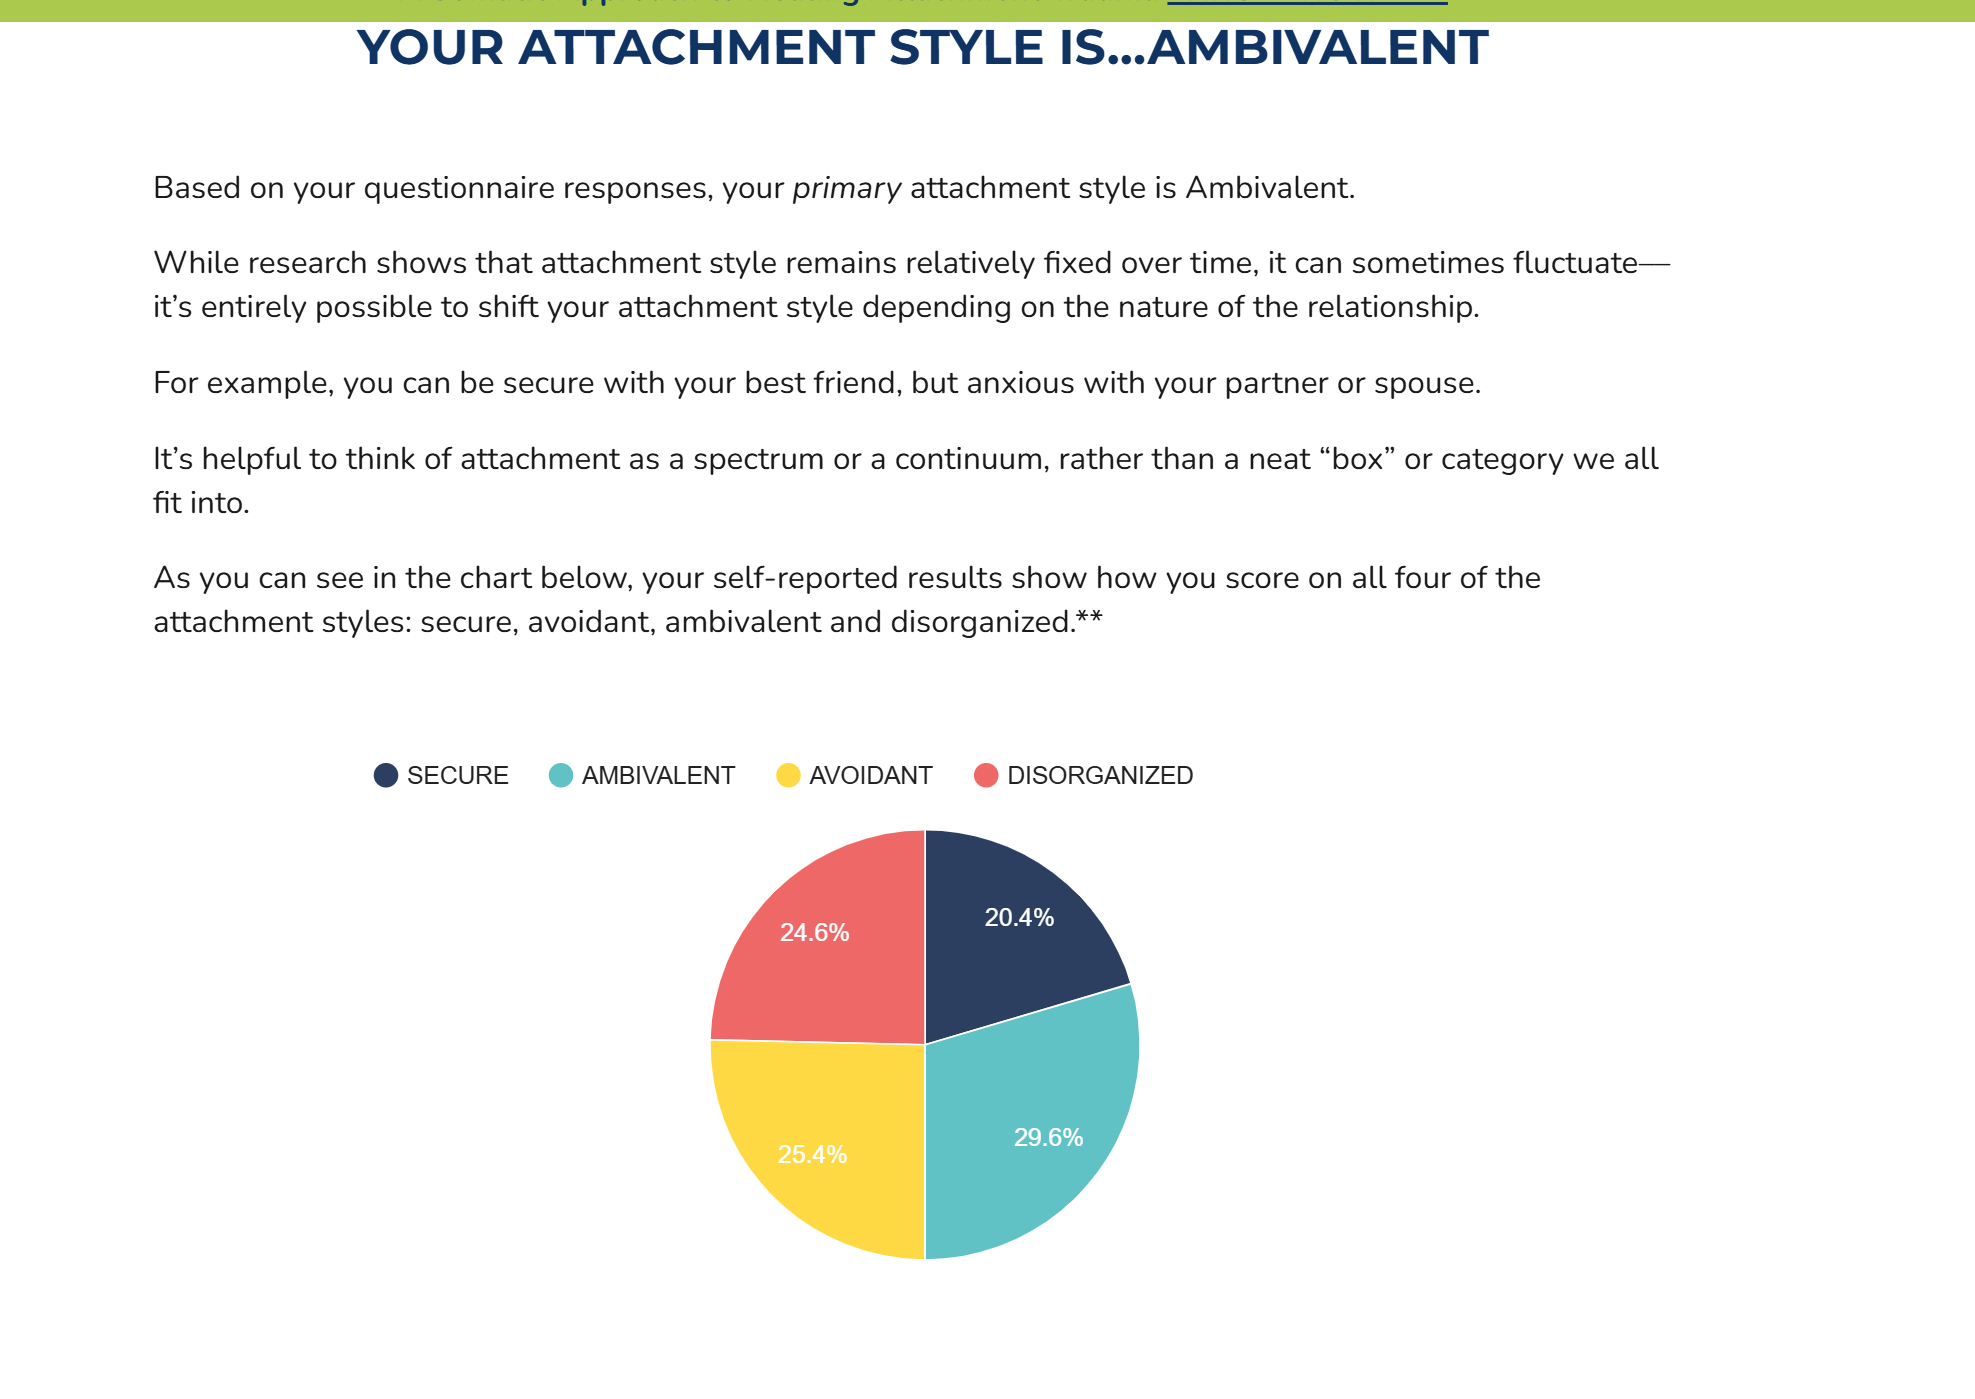 YOUR ATTACHMENT STYLE IS...AMBIVALENT
Based on your questionnaire responses, your primary attachment style is Ambivalent.
While research shows that attachment style remains relatively fixed over time, it can sometimes fluctuate—
it’s entirely possible to shift your attachment style depending on the nature of the relationship.
For example, you can be secure with your best friend, but anxious with your partner or spouse.
It’s helpful to think of attachment as a spectrum or a continuum, rather than a neat “box” or category we all
fit into.
As you can see in the chart below, your self-reported results show how you score on all four of the
attachment styles: secure, avoidant, ambivalent and disorganized.**
SECURE AMBIVALENT AVOIDANT DISORGANIZED
20.4%
24.6%
29.6%
25.4%